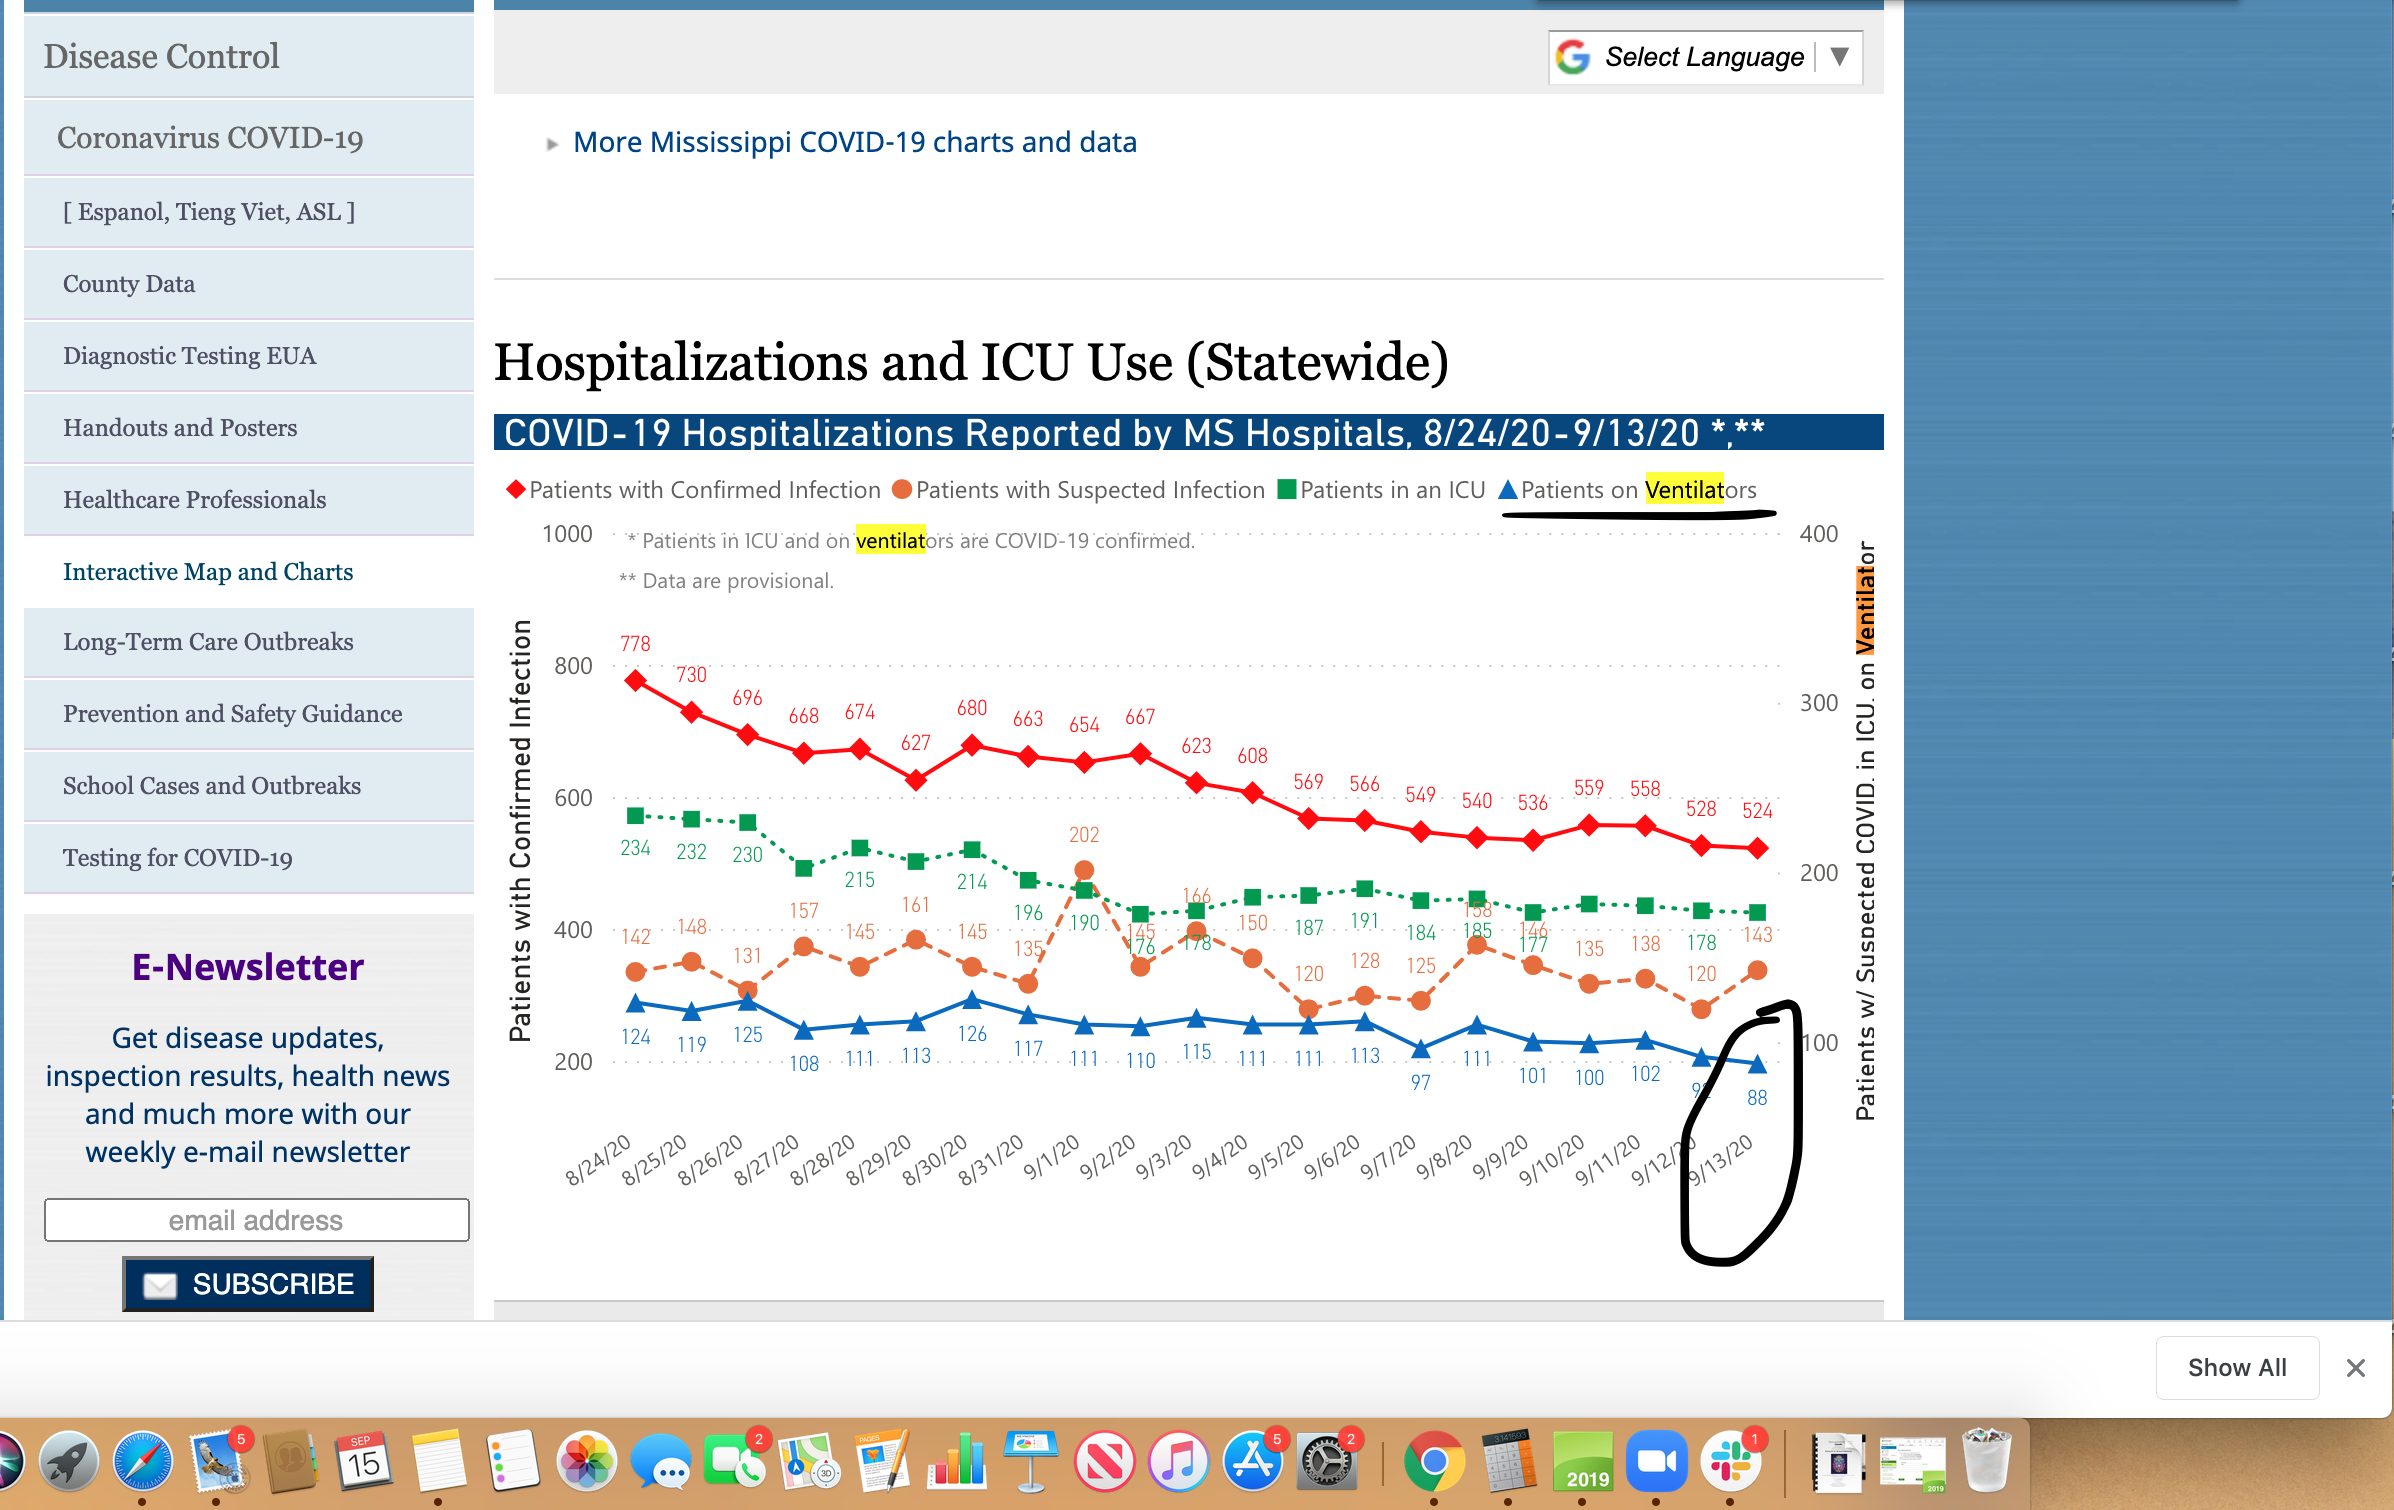 Disease Control
Coronavirus COVID-19
[ Espanol, Tieng Viet, ASL ]
County Data
Diagnostic Testing EUA
Handouts and Posters
Healthcare Professionals
Interactive Map and Charts
Long-Term Care Outbreaks
Prevention and Safety Guidance
School Cases and Outbreaks
Testing for COVID-19
E-Newsletter
Get disease updates,
inspection results, health news
and much more with our
weekly e-mail newsletter
email address
SUBSCRIBE
G Select Language ▼
More Mississippi COVID-19 charts and data
Hospitalizations and ICU Use (Statewide)
COVID-19 Hospitalizations Reported by MS Hospitals, 8/24/20-9/13/20 *,**
Patients with Confirmed Infection Patients with Suspected Infection Patients in an ICU Patients on Ventilators
* Patients in ICU and on ventilators are COVID-19 confirmed.
** Data are provisional.
Patients with Confirmed Infection
1000
800
600
400
200
778 730 696 668 674 627 680 663 654 667 623 608 569 566 549 540 536 559 558 528 524
234 232 230 215 214 196 190 176 178 187 191 184 185 177 178
142 148 131 157 145 161 145 135 202 145 166 150 120 128 125 158 146 135 138 120 143
124 119 125 108 111 113 126 117 111 110 115 111 111 113 97 111 101 100 102 88
8/24/20 8/25/20 8/26/20 8/27/20 8/28/20 8/29/20 8/30/20 8/31/20 9/1/20 9/2/20 9/3/20 9/4/20 9/5/20 9/6/20 9/7/20 9/8/20 9/9/20 9/10/20 9/11/20 9/12/20 9/13/20
400
300
200
100
Patients w/ Suspected COVID, in ICU, on Ventilator
Show All
5
SEP
15
2
PAGES
3D
5
2
3.141593
2019
1
2019